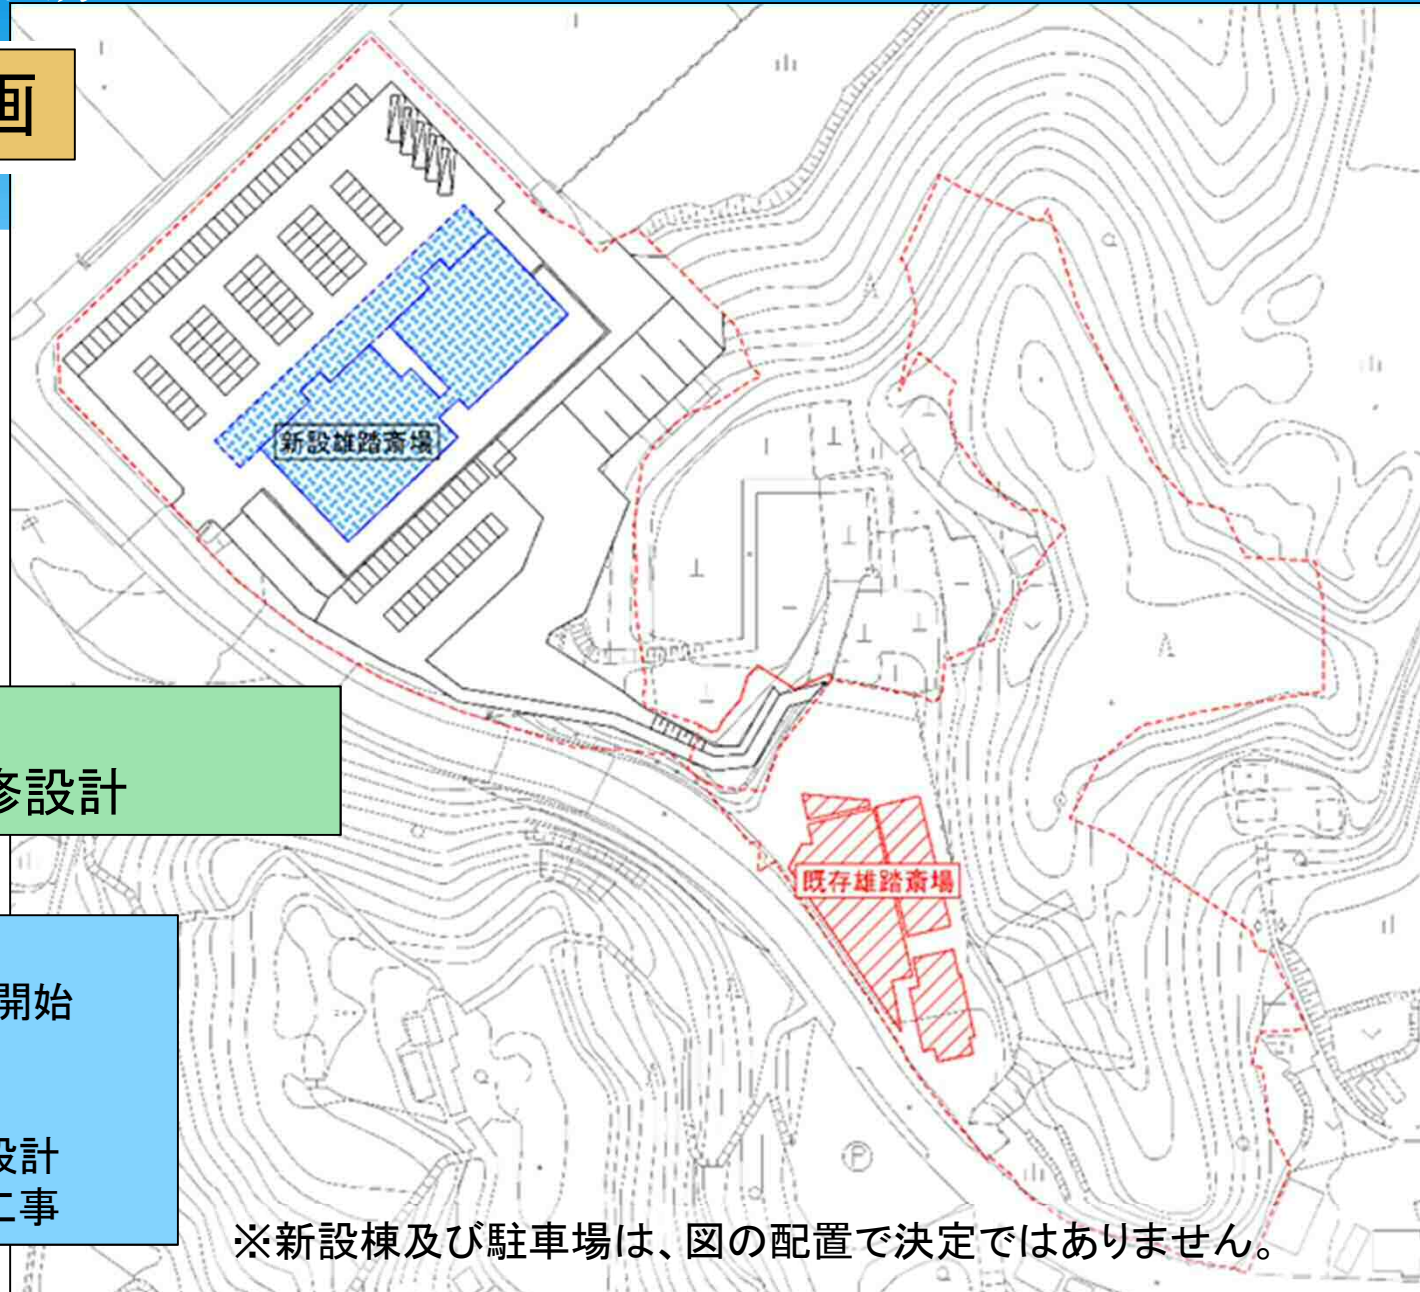 画
新設雄踏斎場
修設計
既存雄踏斎場
開始
設計
工事
Ⓟ
※新設棟及び駐車場は、図の配置で決定ではありません。